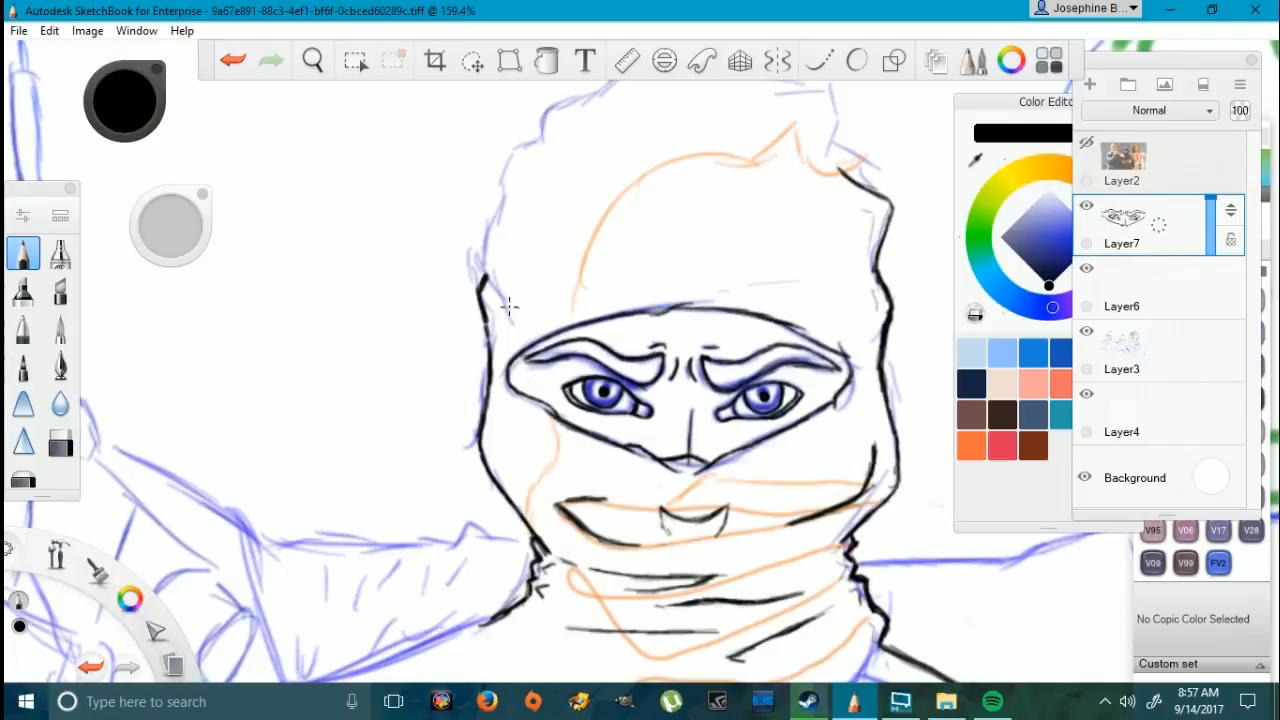 Autodesk SketchBook for Enterprise - 9a67e891-88c3-4ef1-bf6f-0cbced60289c.tiff @ 159.4%
Josephine B...
File Edit Image Window Help
T
Color Edito
Normal
100
Layer2
Layer7
Layer6
Layer3
Layer4
Background
V95 V06 V17 V28
V09 V99 FV2
No Copic Color Selected
Custom set
Type here to search
8:57 AM
9/14/2017